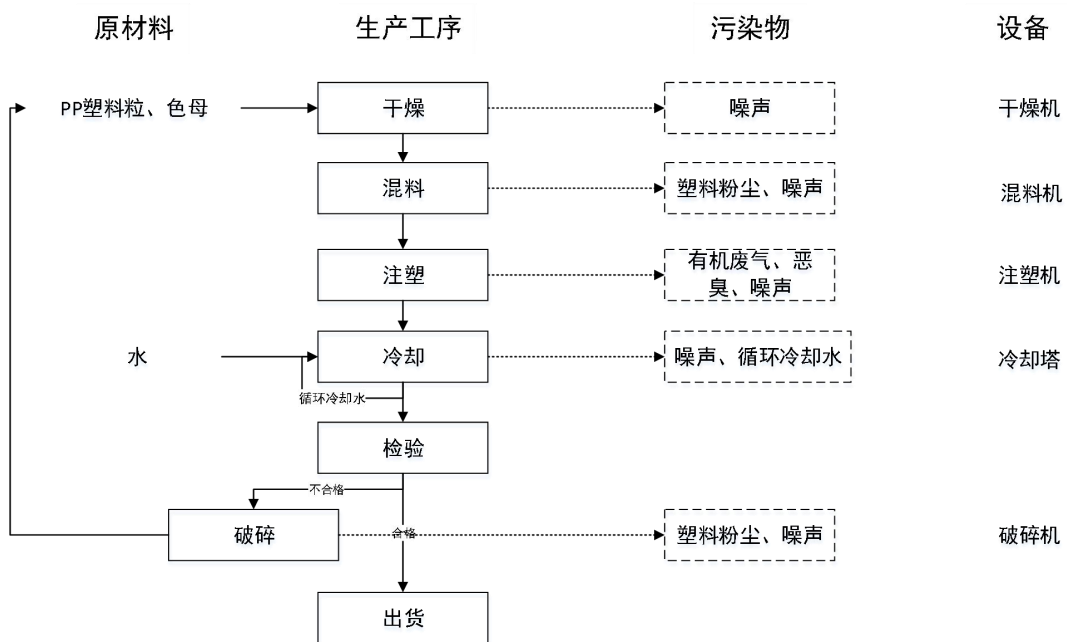 原材料 生产工序 污染物 设备
PP塑料粒、色母 干燥 噪声 干燥机
混料 塑料粉尘、噪声 混料机
注塑 有机废气、恶
臭、噪声 注塑机
水 冷却 噪声、循环冷却水 冷却塔
循环冷却水
检验
不合格
破碎 合格 塑料粉尘、噪声 破碎机
出货